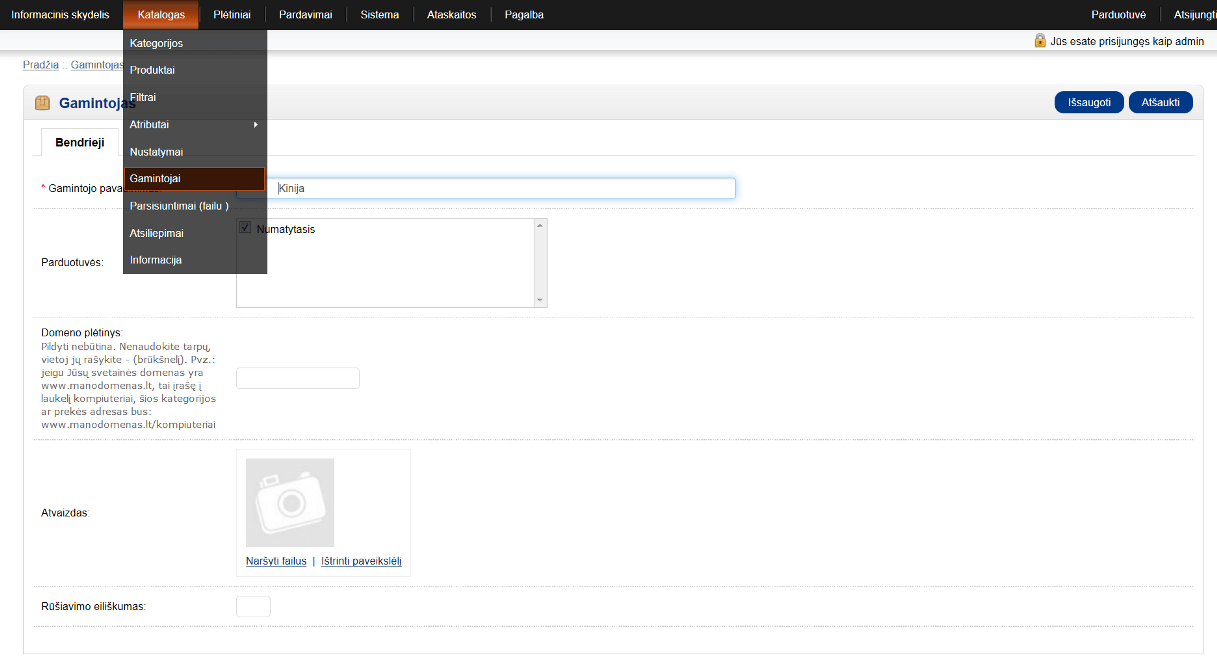 Informacinis skydelis Katalogas Plėtiniai Pardavimai Sistema Ataskaitos Pagalba Parduotuvė Atsijungti
Kategorijos
Jūs esate prisijungęs kaip admin
Pradžia :: Gamintojas
Produktai
Filtrai
Gamintojas
Išsaugoti Atšaukti
Atributai
Bendrieji
Nustatymai
Gamintojai
* Gamintojo pavadinimas:
Kinija
Parsisiuntimai (failu )
Atsiliepimai
Numatytasis
Informacija
Parduotuvės:
Domeno plėtinys:
Pildyti nebūtina. Nenaudokite tarpų,
vietoj jų rašykite - (brūkšnelį). Pvz.:
jeigu Jūsų svetainės domenas yra
www.manodomenas.lt, tai įrašę į
laukelį kompiuteriai, šios kategorijos
ar prekės adresas bus:
www.manodomenas.lt/kompiuteriai
Atvaizdas:
Naršyti failus | Ištrinti paveikslėlį
Rūšiavimo eiliškumas: